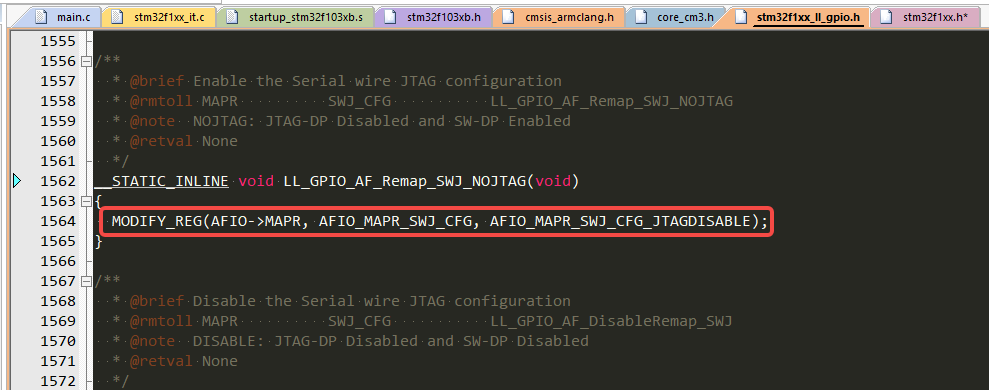 main.c stm32f1xx_it.c startup_stm32f103xb.s stm32f103xb.h cmsis_armclang.h core_cm3.h stm32f1xx_ll_gpio.h stm32f1xx.h*
1555
1556 /**
1557 * @brief Enable the Serial wire JTAG configuration
1558 * @rmtoll MAPR··········SWJ_CFG··········LL_GPIO_AF_Remap_SWJ_NOJTAG
1559 * @note NOJTAG: JTAG-DP Disabled and SW-DP Enabled
1560 * @retval None
1561 */
1562 __STATIC_INLINE void LL_GPIO_AF_Remap_SWJ_NOJTAG(void)
1563 {
1564 MODIFY_REG(AFIO->MAPR, AFIO_MAPR_SWJ_CFG, AFIO_MAPR_SWJ_CFG_JTAGDISABLE);
1565 }
1566
1567 /**
1568 * @brief Disable the Serial wire JTAG configuration
1569 * @rmtoll MAPR··········SWJ_CFG··········LL_GPIO_AF_DisableRemap_SWJ
1570 * @note DISABLE: JTAG-DP Disabled and SW-DP Disabled
1571 * @retval None
1572 */